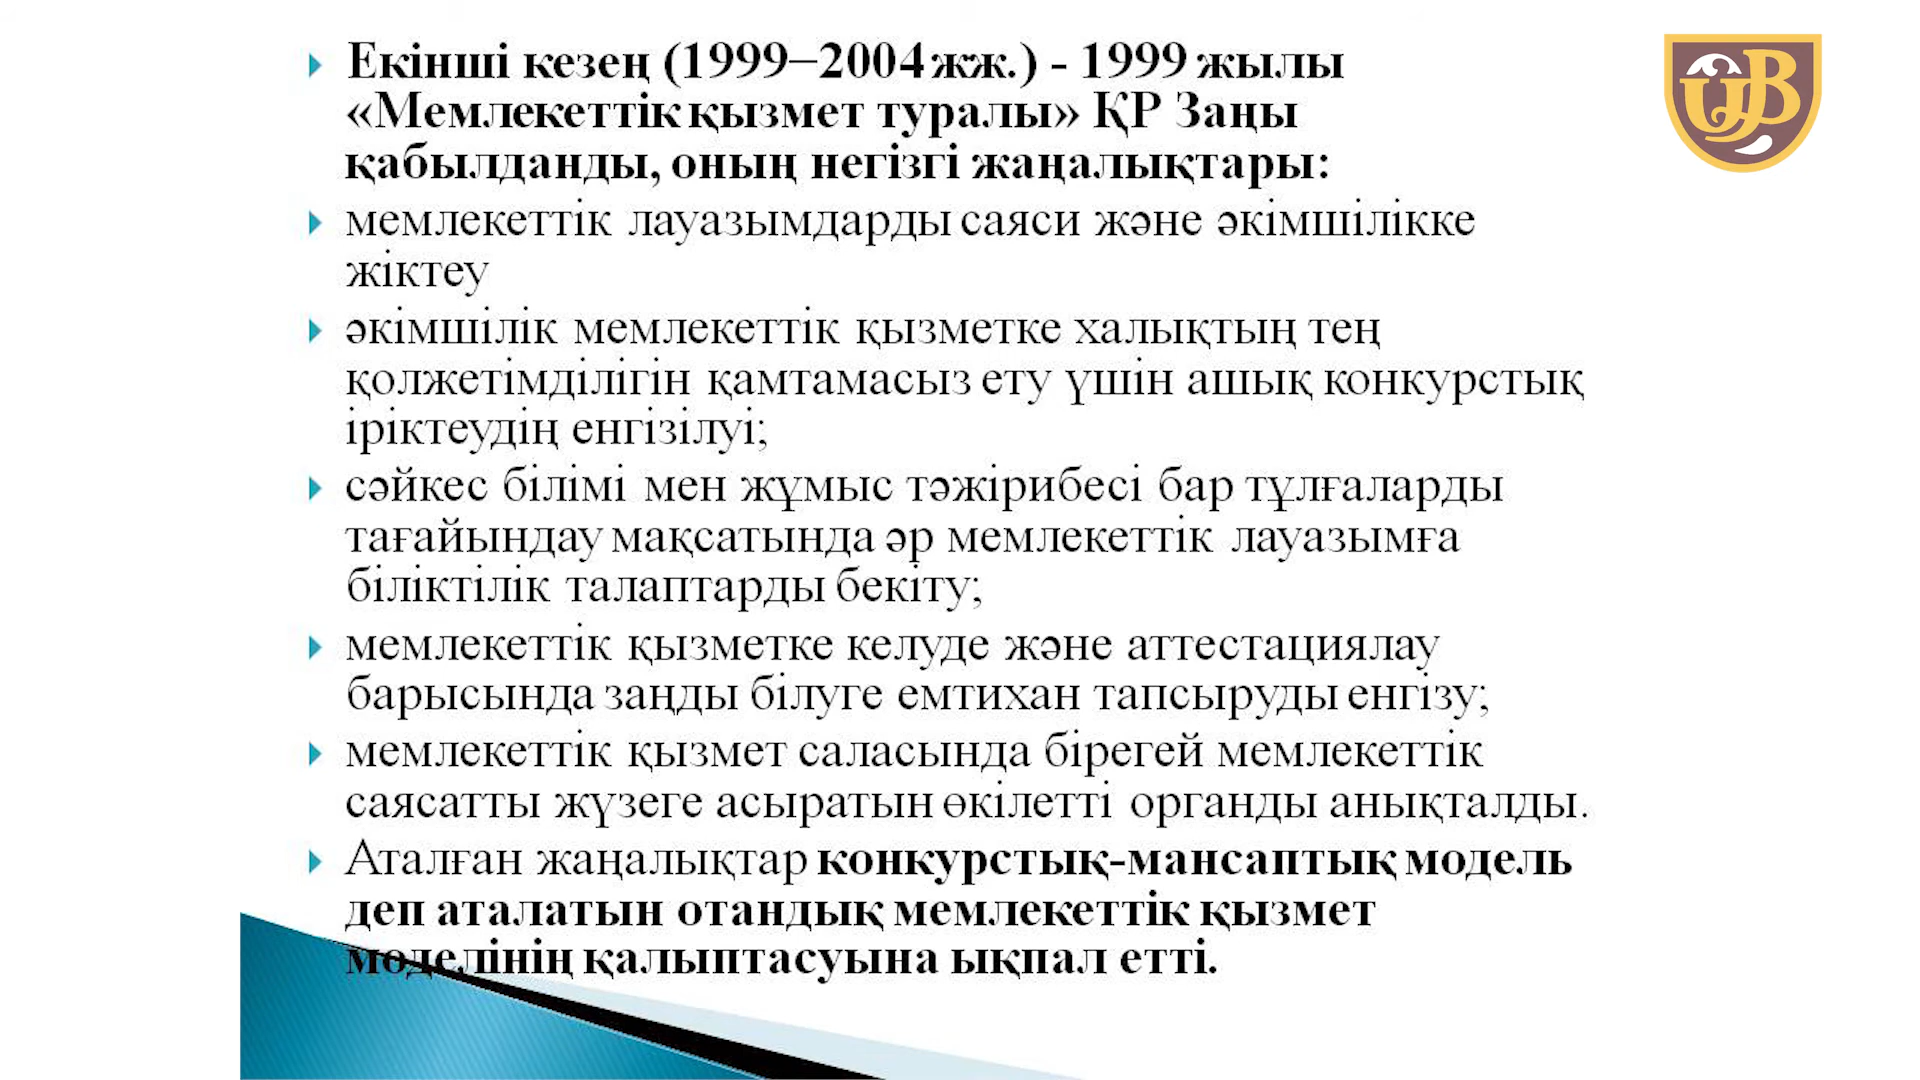 Екінші кезең (1999–2004 жж.) - 1999 жылы
«Мемлекеттік қызмет туралы» ҚР Заңы
қабылданды, оның негізгі жаңалықтары:
мемлекеттік лауазымдарды саяси және әкімшілікке
жіктеу
әкімшілік мемлекеттік қызметке халықтың тең
қолжетімділігін қамтамасыз ету үшін ашық конкурстық
іріктеудің енгізілуі;
сәйкес білімі мен жұмыс тәжірибесі бар тұлғаларды
тағайындау мақсатында әр мемлекеттік лауазымға
біліктілік талаптарды бекіту;
мемлекеттік қызметке келуде және аттестациялау
барысында заңды білуге емтихан тапсыруды енгізу;
мемлекеттік қызмет саласында бірегей мемлекеттік
саясатты жүзеге асыратын өкілетті органды анықталды.
Аталған жаңалықтар конкурстық-мансаптық модель
деп аталатын отандық мемлекеттік қызмет
моделінің қалыптасуына ықпал етті.